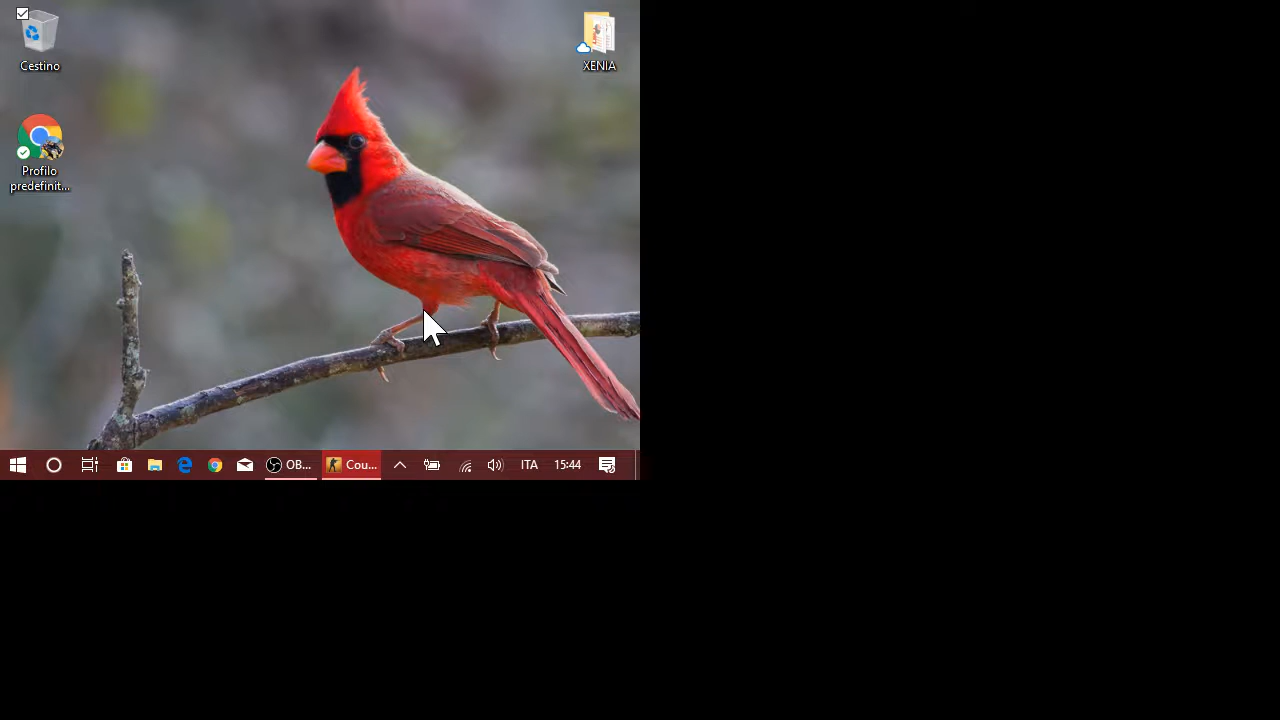 Cestino
XENIA
Profilo
predefinit...
OB...
Cou...
ITA
15:44